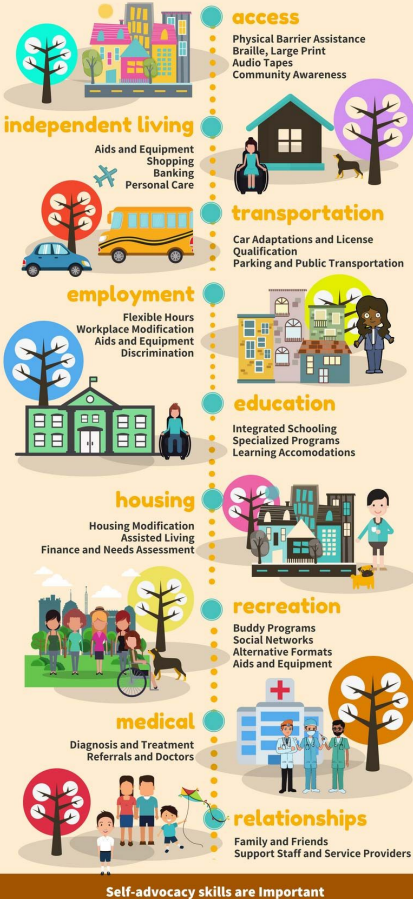 access
Physical Barrier Assistance
Braille, Large Print
Audio Tapes
Community Awareness
independent living
Aids and Equipment
Shopping
Banking
Personal Care
transportation
Car Adaptations and License
Qualification
Parking and Public Transportation
employment
Flexible Hours
Workplace Modification
Aids and Equipment
Discrimination
education
Integrated Schooling
Specialized Programs
Learning Accomodations
housing
Housing Modification
Assisted Living
Finance and Needs Assessment
recreation
Buddy Programs
Social Networks
Alternative Formats
Aids and Equipment
medical
Diagnosis and Treatment
Referrals and Doctors
relationships
Family and Friends
Support Staff and Service Providers
Self-advocacy skills are Important